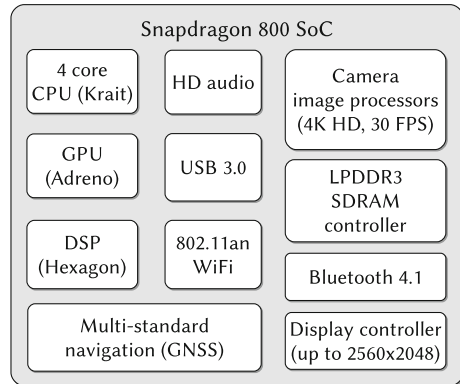 Snapdragon 800 SoC
4 core
CPU (Krait)
HD audio
Camera
image processors
(4K HD, 30 FPS)
GPU
(Adreno)
USB 3.0
LPDDR3
SDRAM
controller
DSP
(Hexagon)
802.11an
WiFi
Bluetooth 4.1
Multi-standard
navigation (GNSS)
Display controller
(up to 2560x2048)